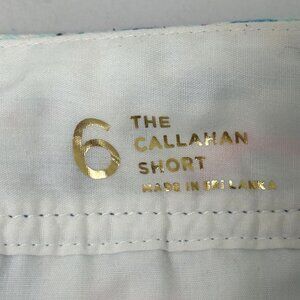 6
THE
CALLAHAN
SHORT
MADE IN SRI LANKA